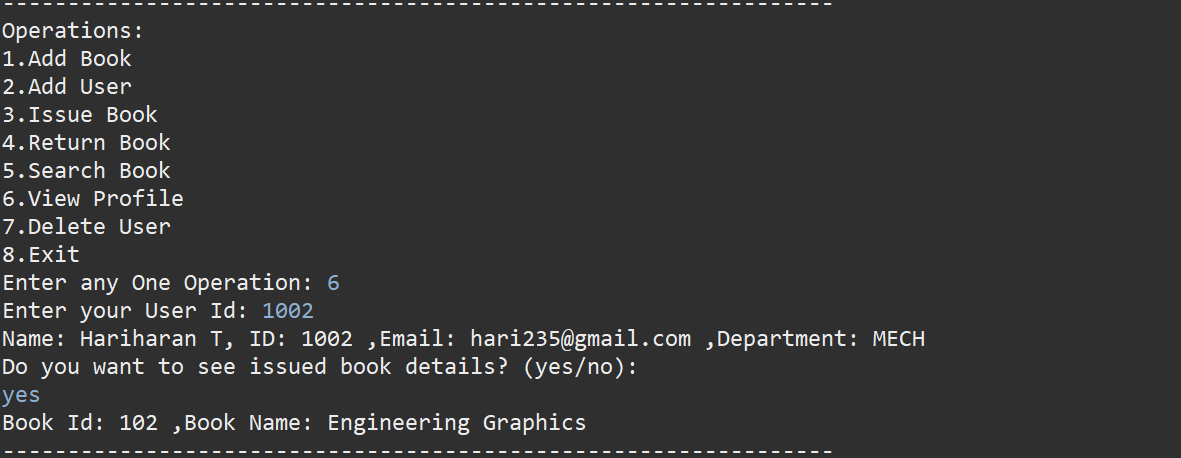 ----------------------------------------------------------------
Operations:
1.Add Book
2.Add User
3.Issue Book
4.Return Book
5.Search Book
6.View Profile
7.Delete User
8.Exit
Enter any One Operation: 6
Enter your User Id: 1002
Name: Hariharan T, ID: 1002 ,Email: hari235@gmail.com ,Department: MECH
Do you want to see issued book details? (yes/no):
yes
Book Id: 102 ,Book Name: Engineering Graphics
----------------------------------------------------------------